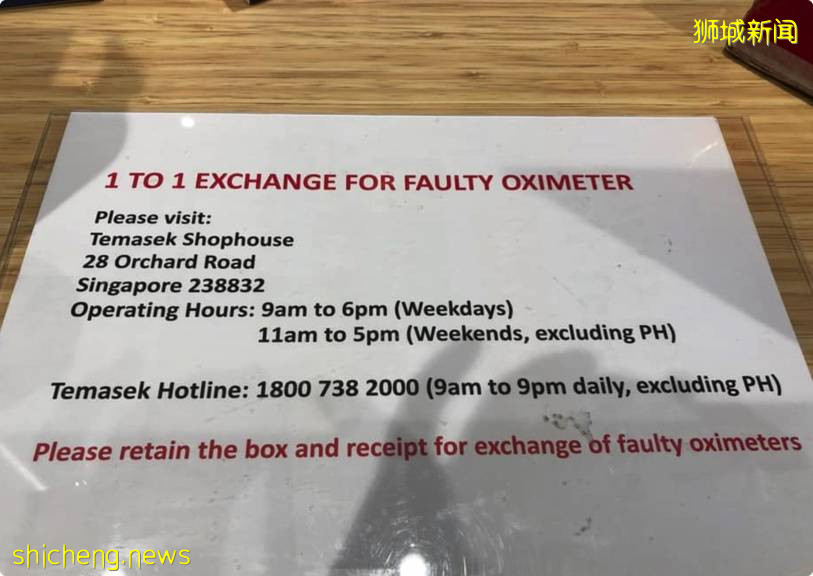 狮城新闻
1 TO 1 EXCHANGE FOR FAULTY OXIMETER
Please visit:
Temasek Shophouse
28 Orchard Road
Singapore 238832
Operating Hours: 9am to 6pm (Weekdays)
11am to 5pm (Weekends, excluding PH)
Temasek Hotline: 1800 738 2000 (9am to 9pm daily, excluding PH)
Please retain the box and receipt for exchange of faulty oximeters
shicheng.news